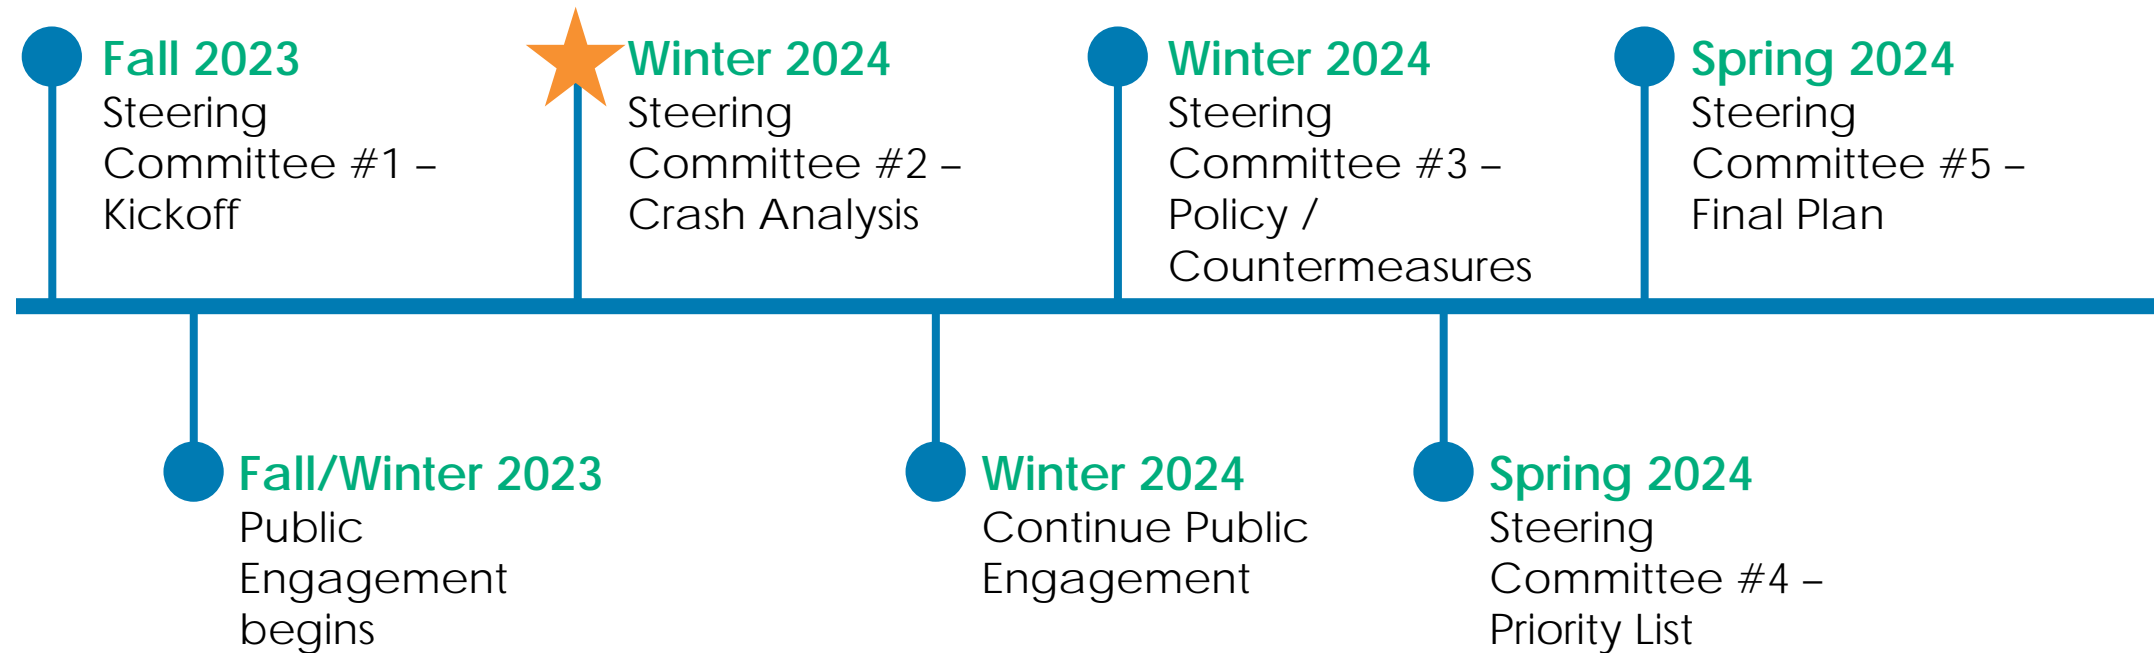 Fall 2023
Steering
Committee #1 –
Kickoff
Winter 2024
Steering
Committee #2 –
Crash Analysis
Winter 2024
Steering
Committee #3 –
Policy /
Countermeasures
Spring 2024
Steering
Committee #5 –
Final Plan
Fall/Winter 2023
Public
Engagement
begins
Winter 2024
Continue Public
Engagement
Spring 2024
Steering
Committee #4 –
Priority List